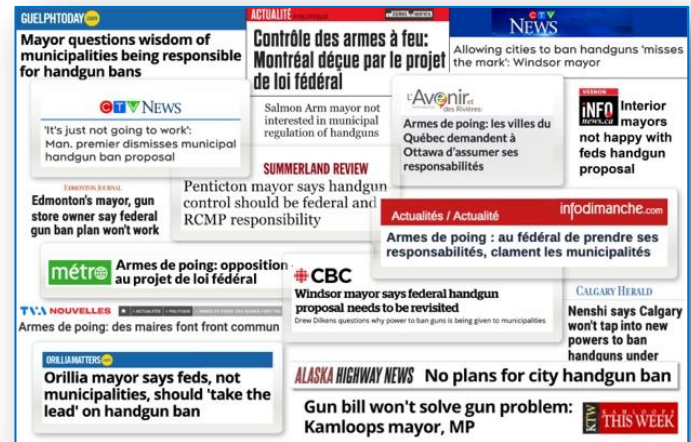 GUELPHTODAY.com
Mayor questions wisdom of
municipalities being responsible
for handgun bans
ACTUALITÉ POLITIQUE
Contrôle des armes à feu:
Montréal déçue par le projet
de loi fédéral
CTV NEWS
Allowing cities to ban handguns 'misses
the mark': Windsor mayor
CTV NEWS
'It's just not going to work':
Man. premier dismisses municipal
handgun ban proposal
Salmon Arm mayor not
interested in municipal
regulation of handguns
L'Avenir et
des Rivières
Armes de poing: les villes du
Québec demandent à
Ottawa d'assumer ses
responsabilités
VERNON
iNFO
news.ca
Interior
mayors
not happy with
feds handgun
proposal
EDMONTON JOURNAL
Edmonton's mayor, gun
store owner say federal
gun ban plan won't work
SUMMERLAND REVIEW
Penticton mayor says handgun
control should be federal and
RCMP responsibility
Actualités / Actualité
infodimanche.com
Armes de poing : au fédéral de prendre ses
responsabilités, clament les municipalités
métro
Armes de poing: opposition
au projet de loi fédéral
CBC
Windsor mayor says federal handgun
proposal needs to be revisited
Drew Dilkens questions why power to ban guns is being given to municipalities
CALGARY HERALD
Nenshi says Calgary
won't tap into new
powers to ban
handguns under
TVA NOUVELLES
Armes de poing: des maires font front commun
ORILLIAMATTERS.com
Orillia mayor says feds, not
municipalities, should 'take the
lead' on handgun ban
ALASKA HIGHWAY NEWS
No plans for city handgun ban
Gun bill won't solve gun problem:
Kamloops mayor, MP
KTW
KAMLOOPS
THIS WEEK